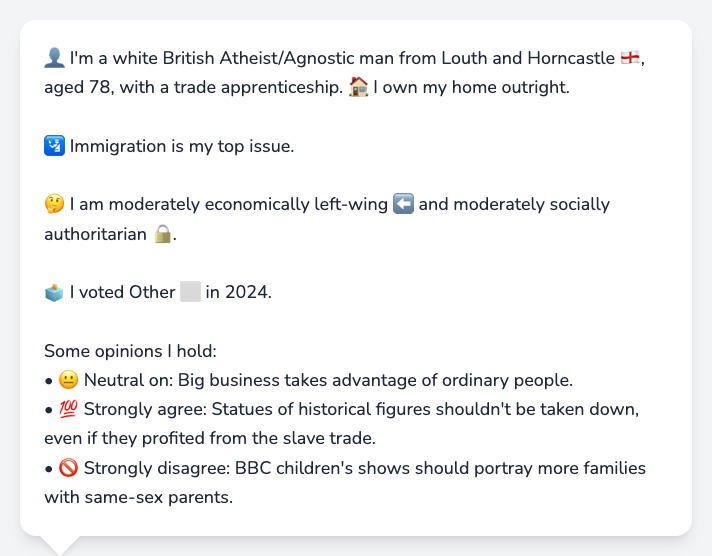 👤 I'm a white British Atheist/Agnostic man from Louth and Horncastle 🏴󠁧󠁢󠁥󠁮󠁧󠁿,
aged 78, with a trade apprenticeship. 🏠 I own my home outright.
🛂 Immigration is my top issue.
🤔 I am moderately economically left-wing ⬅️ and moderately socially
authoritarian 🔒.
🗳️ I voted Other ⬜ in 2024.
Some opinions I hold:
• 😐 Neutral on: Big business takes advantage of ordinary people.
• 💯 Strongly agree: Statues of historical figures shouldn't be taken down,
even if they profited from the slave trade.
• 🚫 Strongly disagree: BBC children's shows should portray more families
with same-sex parents.